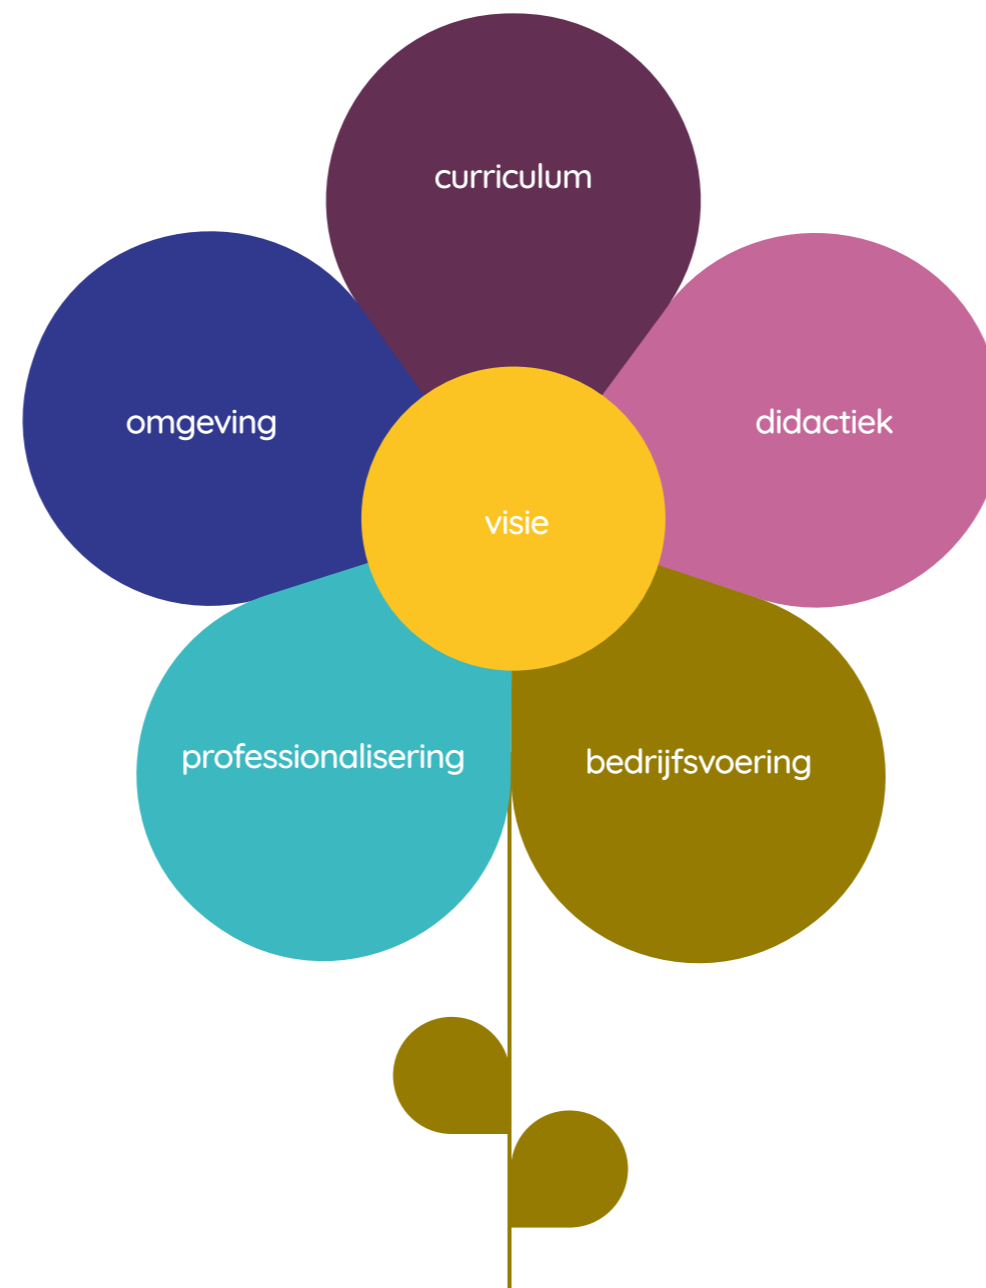 curriculum
omgeving
didactiek
visie
professionalisering
bedrijfsvoering